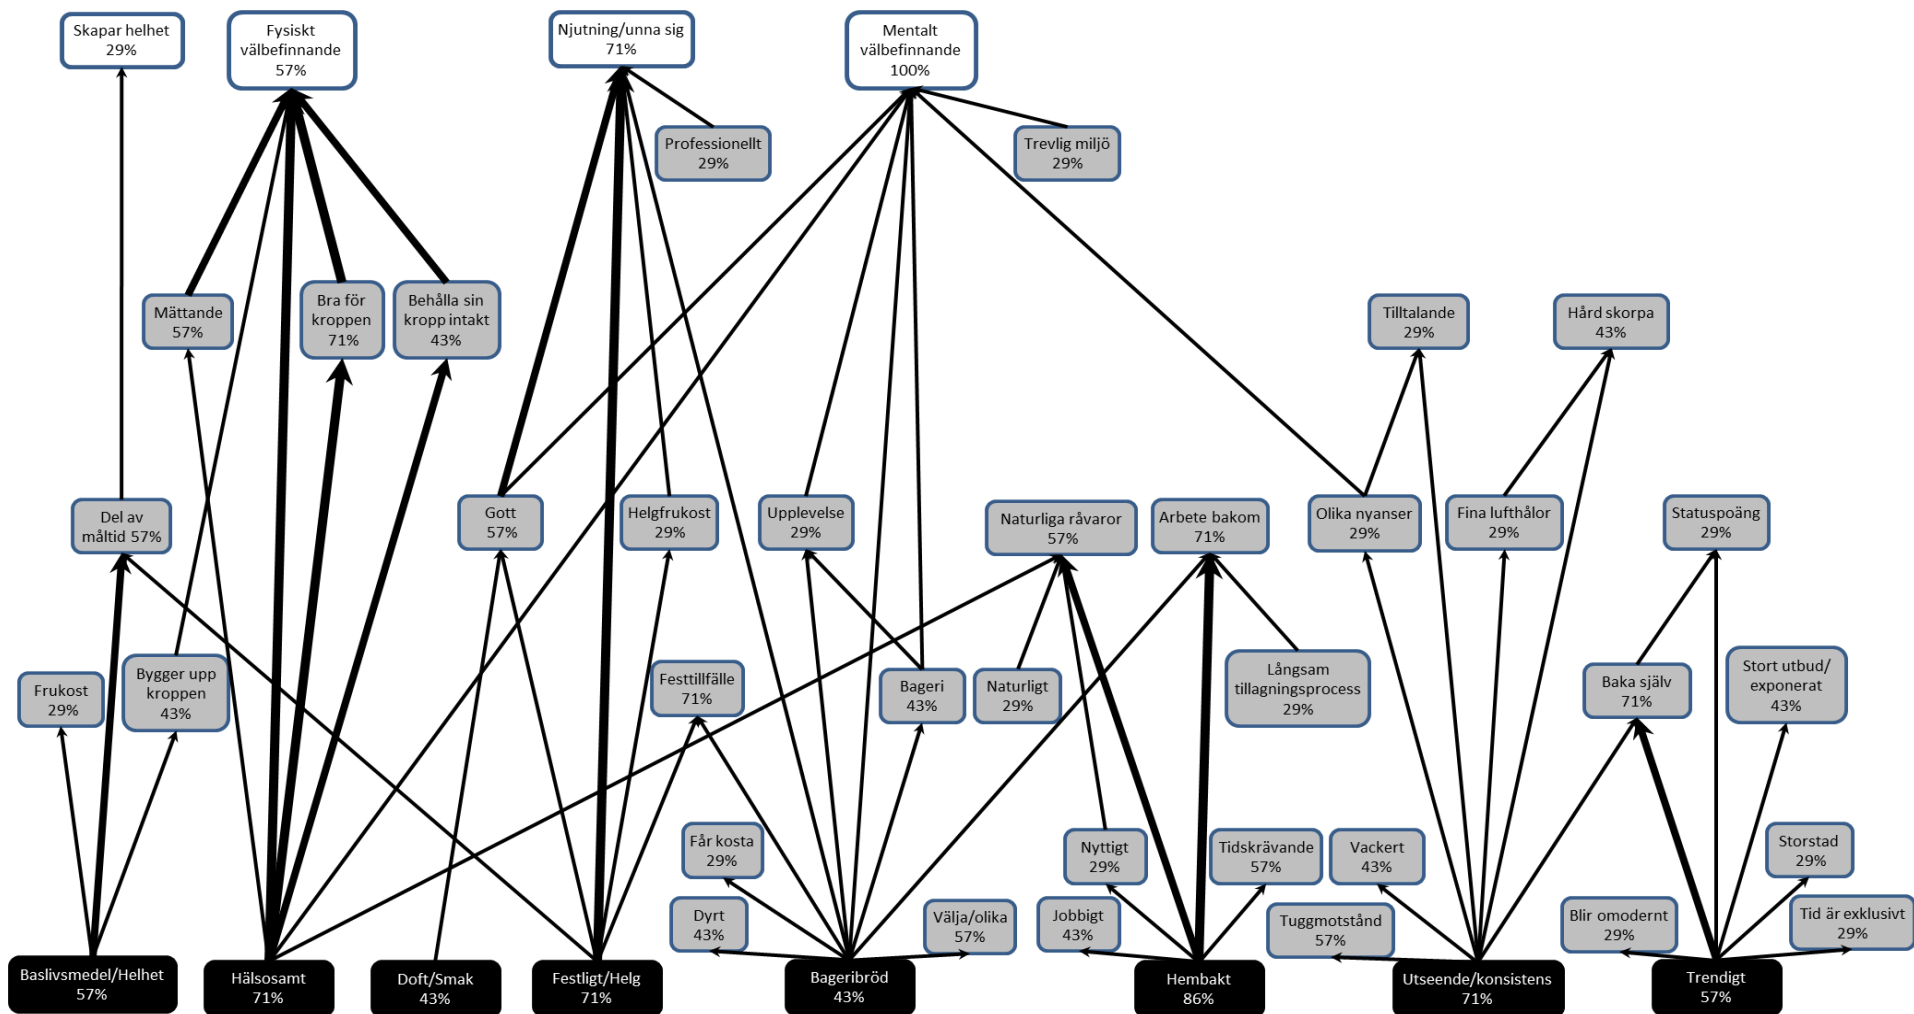 Skapar helhet
29%
Fysiskt
välbefinnande
57%
Njutning/unna sig
71%
Mentalt
välbefinnande
100%
Professionellt
29%
Trevlig miljö
29%
Mättande
57%
Bra för
kroppen
71%
Behålla sin
kropp intakt
43%
Tilltalande
29%
Hård skorpa
43%
Del av
måltid 57%
Gott
57%
Helgfrukost
29%
Upplevelse
29%
Naturliga råvaror
57%
Arbete bakom
71%
Olika nyanser
29%
Fina lufthålor
29%
Statuspoäng
29%
Frukost
29%
Bygger upp
kroppen
43%
Festtillfälle
71%
Bageri
43%
Naturligt
29%
Långsam
tillagningsprocess
29%
Baka själv
71%
Stort utbud/
exponerat
43%
Får kosta
29%
Nyttigt
29%
Tidskrävande
57%
Vackert
43%
Storstad
29%
Dyrt
43%
Välja/olika
57%
Jobbigt
43%
Tuggmotstånd
57%
Blir omodernt
29%
Tid är exklusivt
29%
Baslivsmedel/Helhet
57%
Hälsosamt
71%
Doft/Smak
43%
Festligt/Helg
71%
Bageribröd
43%
Hembakt
86%
Utseende/konsistens
71%
Trendigt
57%